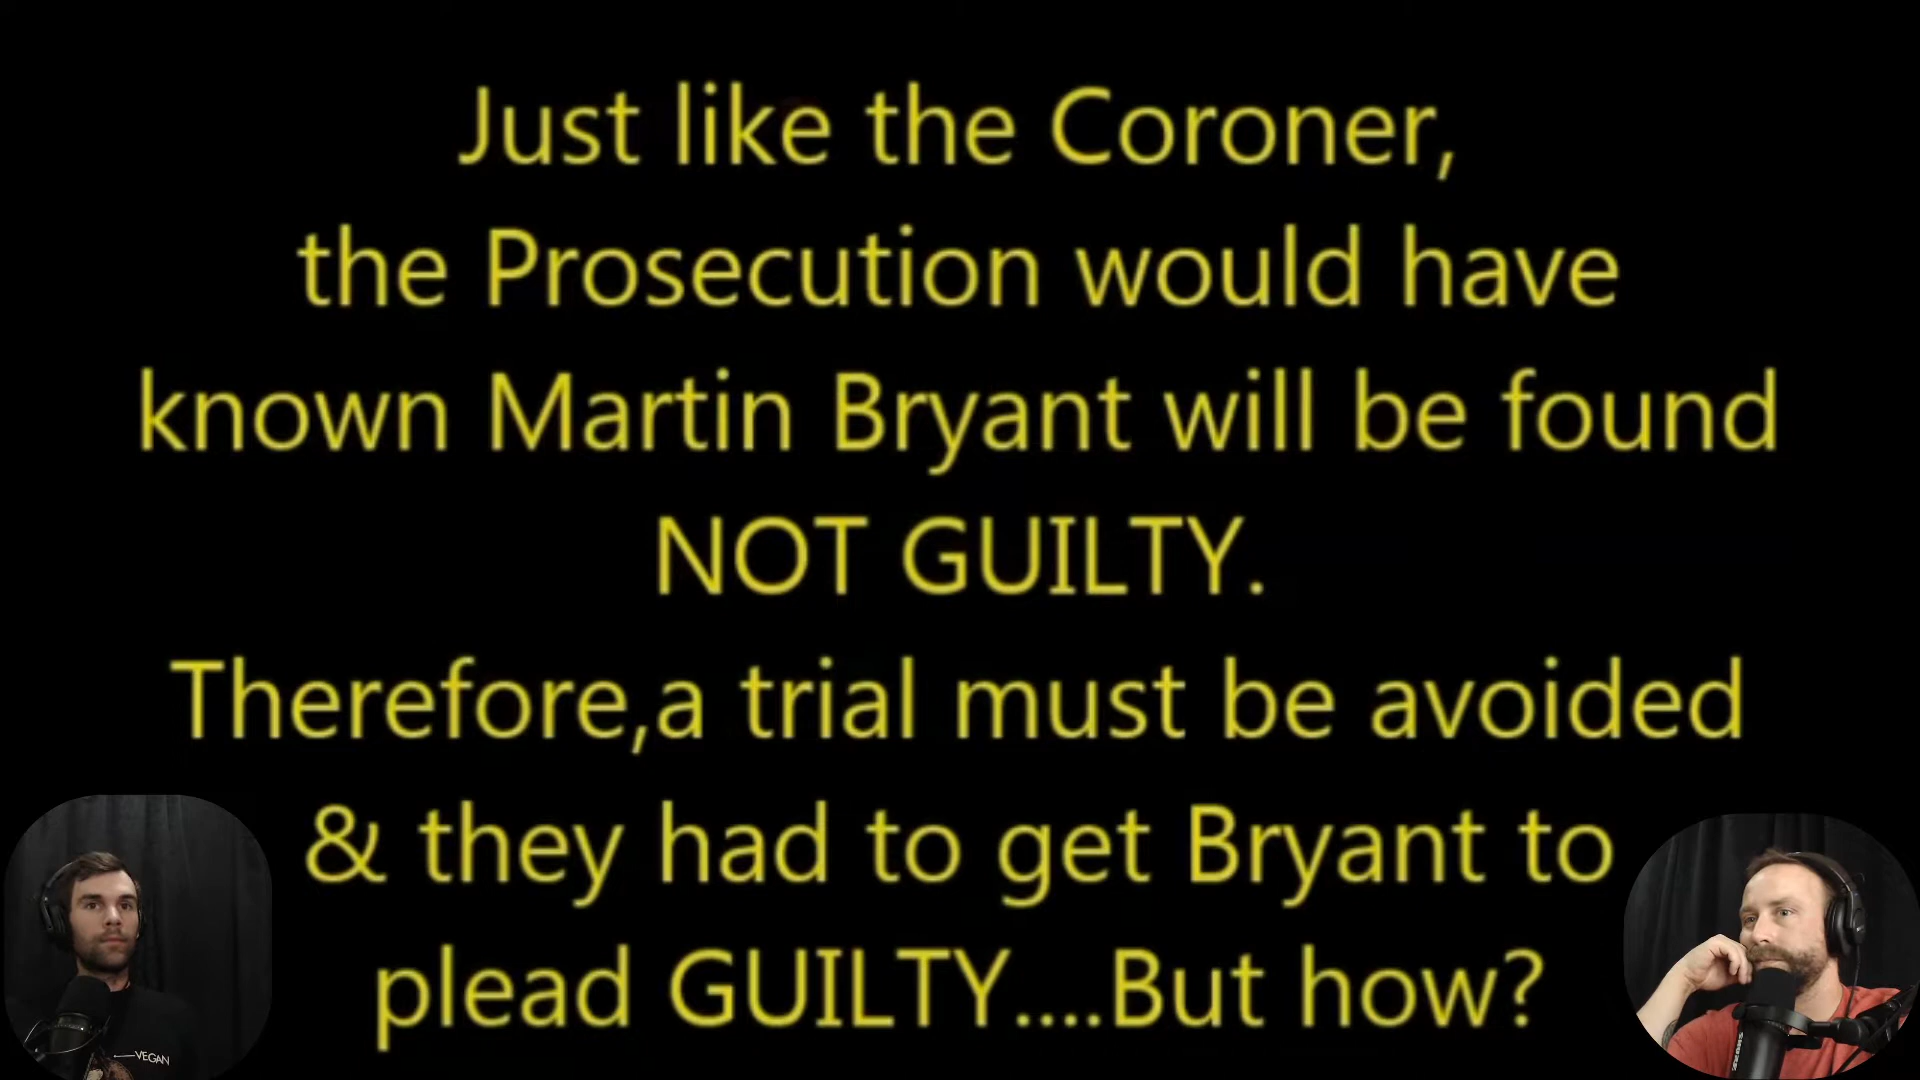 Just like the Coroner,
the Prosecution would have
known Martin Bryant will be found
NOT GUILTY.
Therefore,a trial must be avoided
& they had to get Bryant to
plead GUILTY....But how?
VEGAN
SHURE